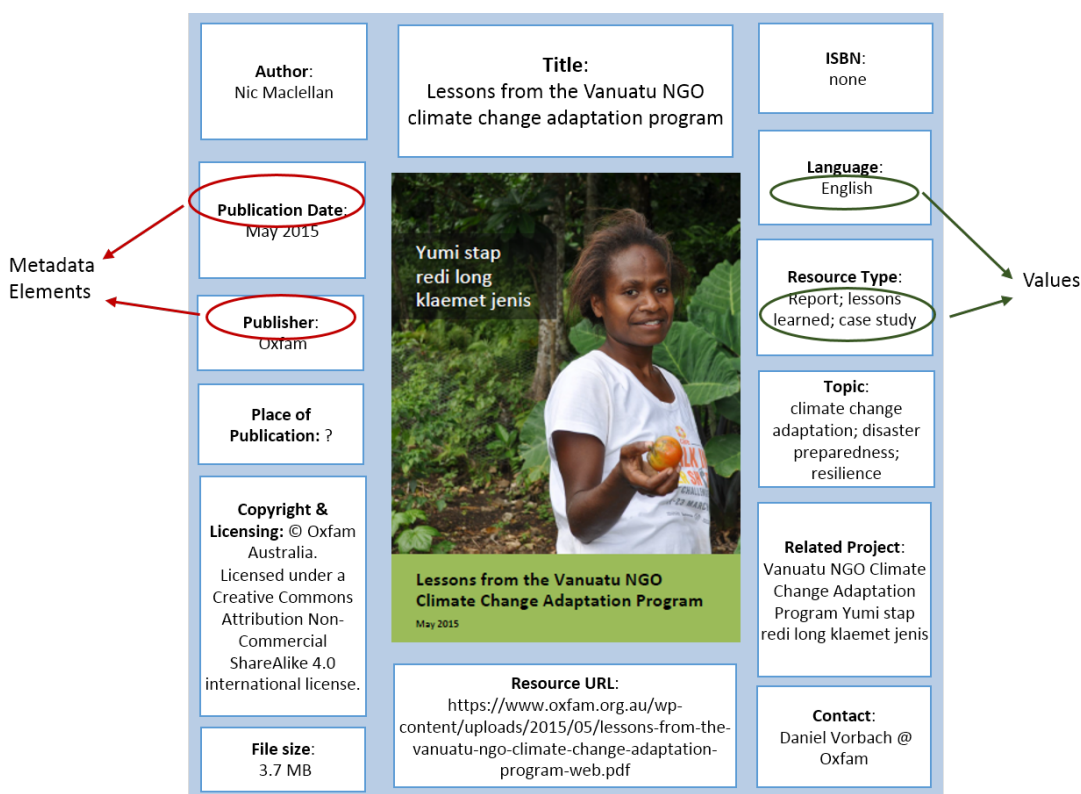 Author:
Nic Maclellan
Title:
Lessons from the Vanuatu NGO
climate change adaptation program
ISBN:
none
Publication Date:
May 2015
Language:
English
Metadata
Elements
Values
Publisher:
Oxfam
Resource Type:
Report; lessons
learned; case study
Yumi stap
redi long
klaemet jenis
Place of
Publication: ?
Topic:
climate change
adaptation; disaster
preparedness;
resilience
Copyright &
Licensing: © Oxfam
Australia.
Licensed under a
Creative Commons
Attribution Non-
Commercial
ShareAlike 4.0
international license.
Related Project:
Vanuatu NGO Climate
Change Adaptation
Program Yumi stap
redi long klaemet jenis
Lessons from the Vanuatu NGO
Climate Change Adaptation Program
May 2015
File size:
3.7 MB
Resource URL:
https://www.oxfam.org.au/wp-
content/uploads/2015/05/lessons-from-the-
vanuatu-ngo-climate-change-adaptation-
program-web.pdf
Contact:
Daniel Vorbach @
Oxfam